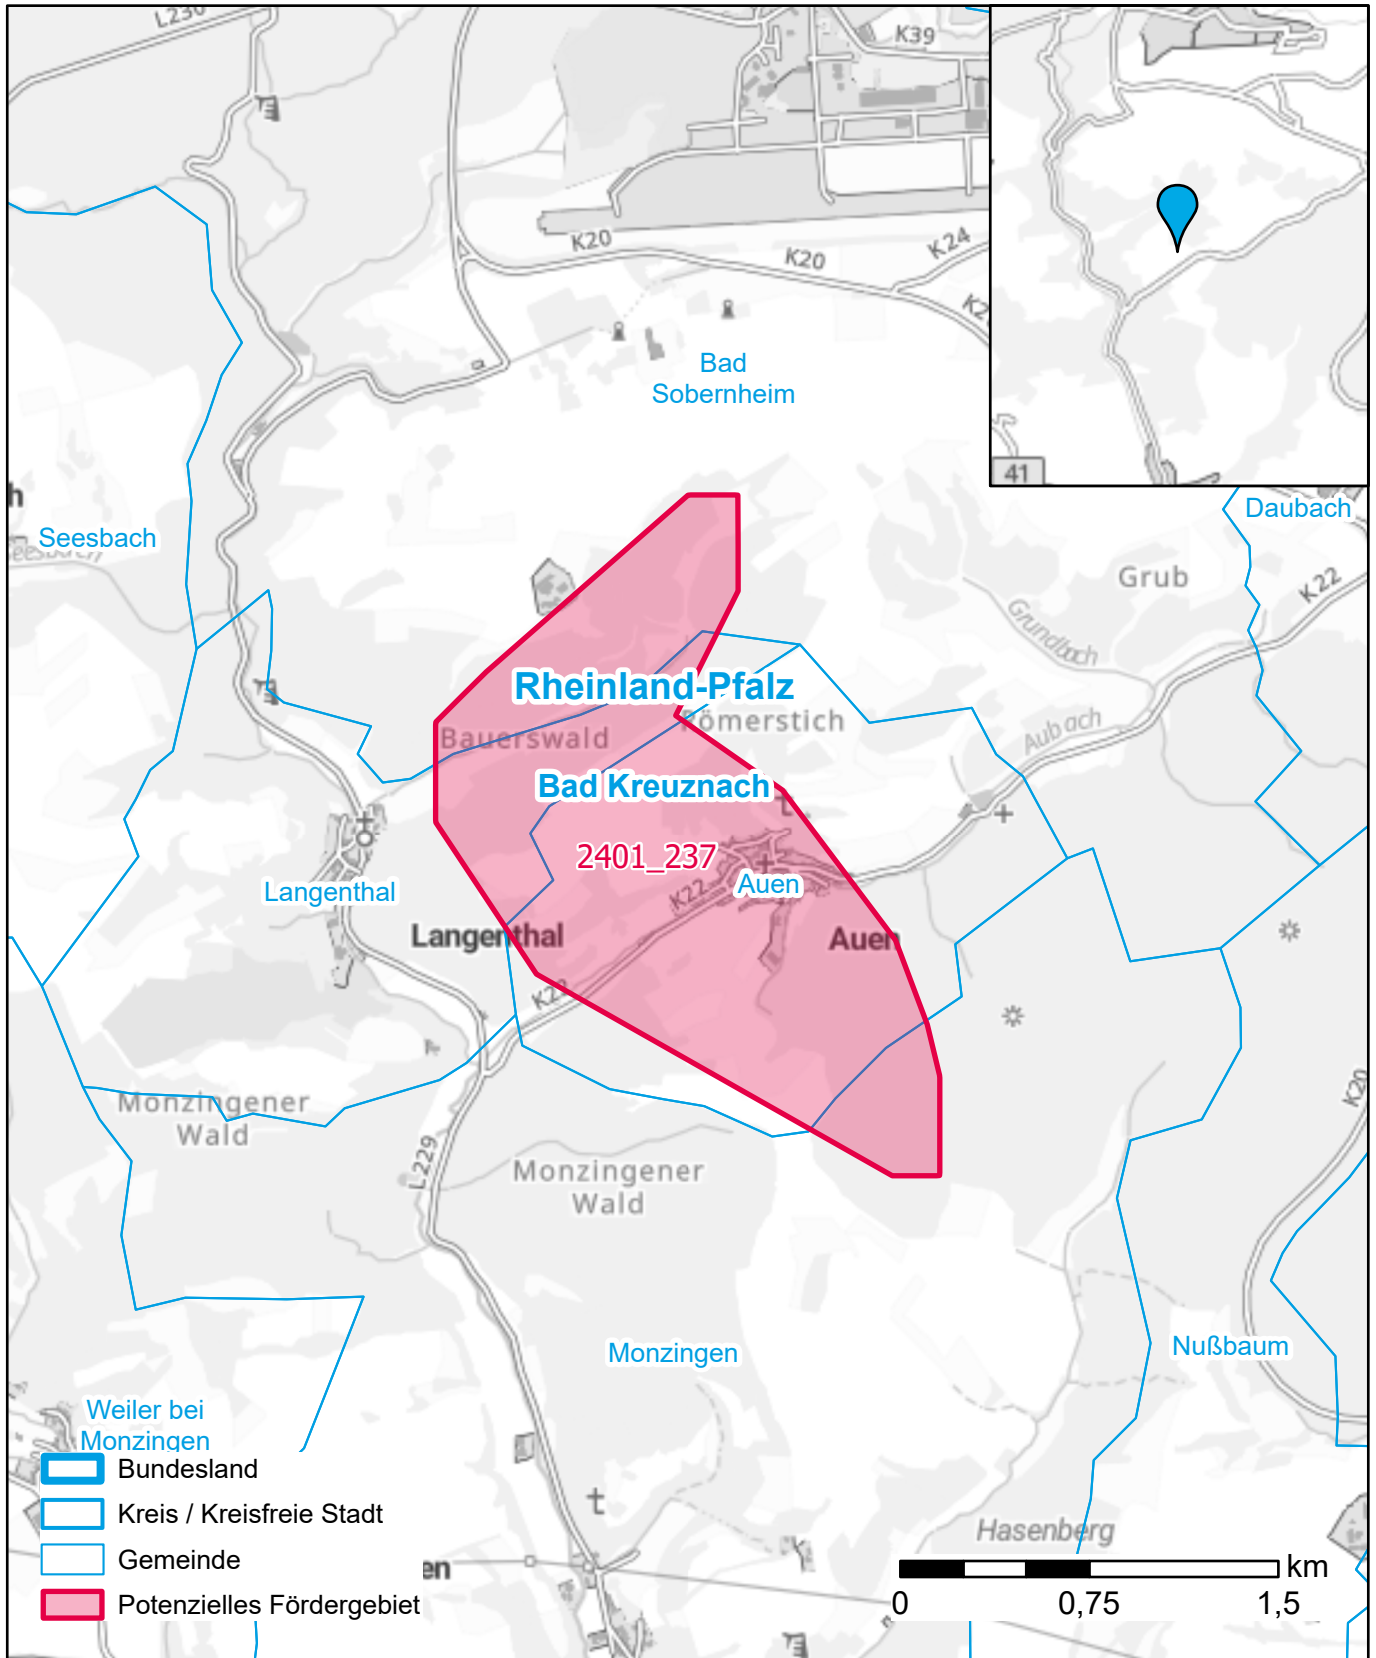 L230
K39
K20
K20
K24
41
Bad
Sobernheim
h
Seesbach
Seesbach
Daubach
Grub
K22
Grundbach
Rheinland-Pfalz
Römerstich
Bauerswald
Aubach
Bad Kreuznach
2401_237
K22
Auen
Langenthal
Langenthal
Auen
K22
Monzingener
Wald
K20
L229
Monzingener
Wald
Monzingen
Nußbaum
Weiler bei
Monzingen
Bundesland
Kreis / Kreisfreie Stadt
Gemeinde
Potenzielles Fördergebiet
en
Hasenberg
km
0
0,75
1,5